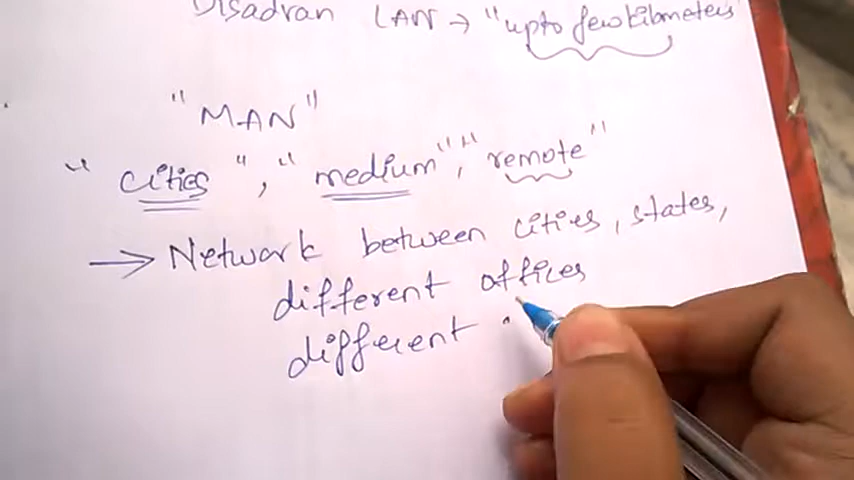 Disadvan LAN → "upto few kilometers"
"MAN"
"cities", "medium", "remote"
→ Network between cities, states,
different offices
different